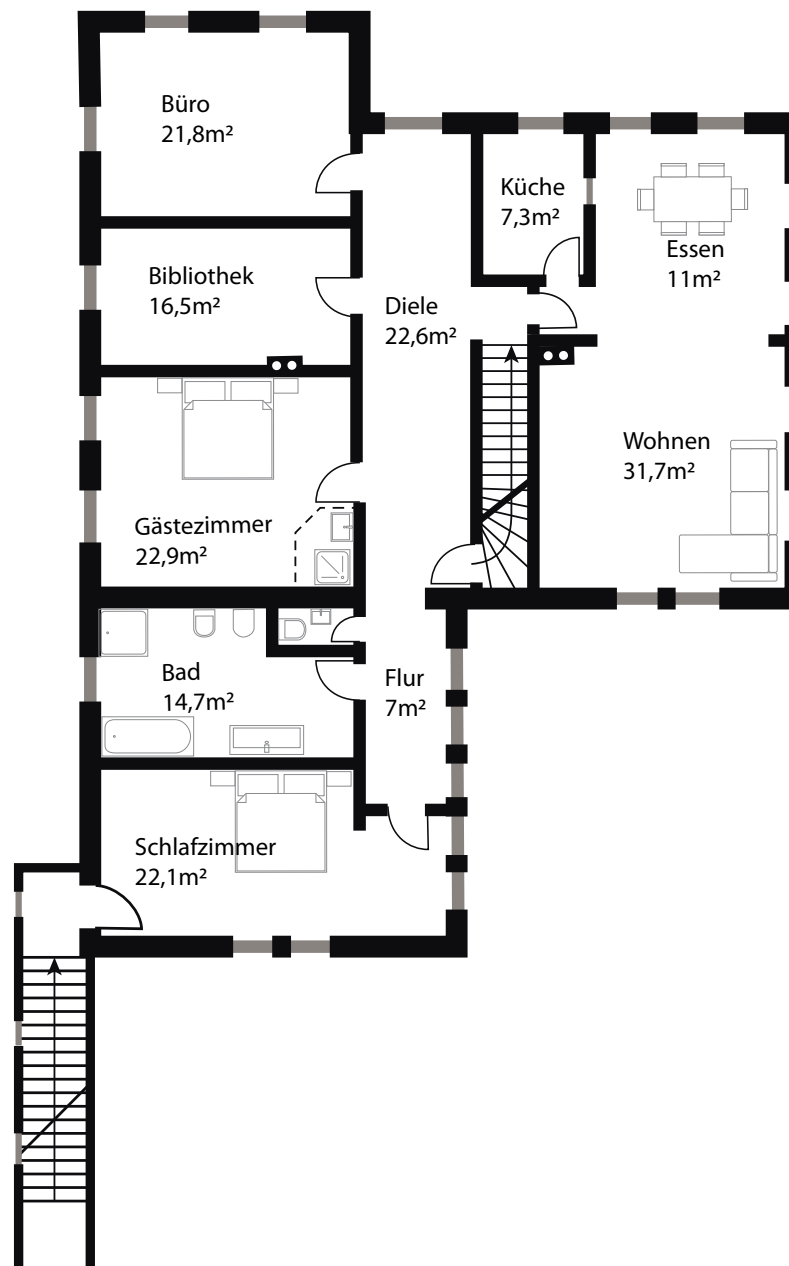 Büro
21,8m²
Küche
7,3m²
Essen
11m²
Bibliothek
16,5m²
Diele
22,6m²
Wohnen
31,7m²
Gästezimmer
22,9m²
Bad
14,7m²
Flur
7m²
Schlafzimmer
22,1m²